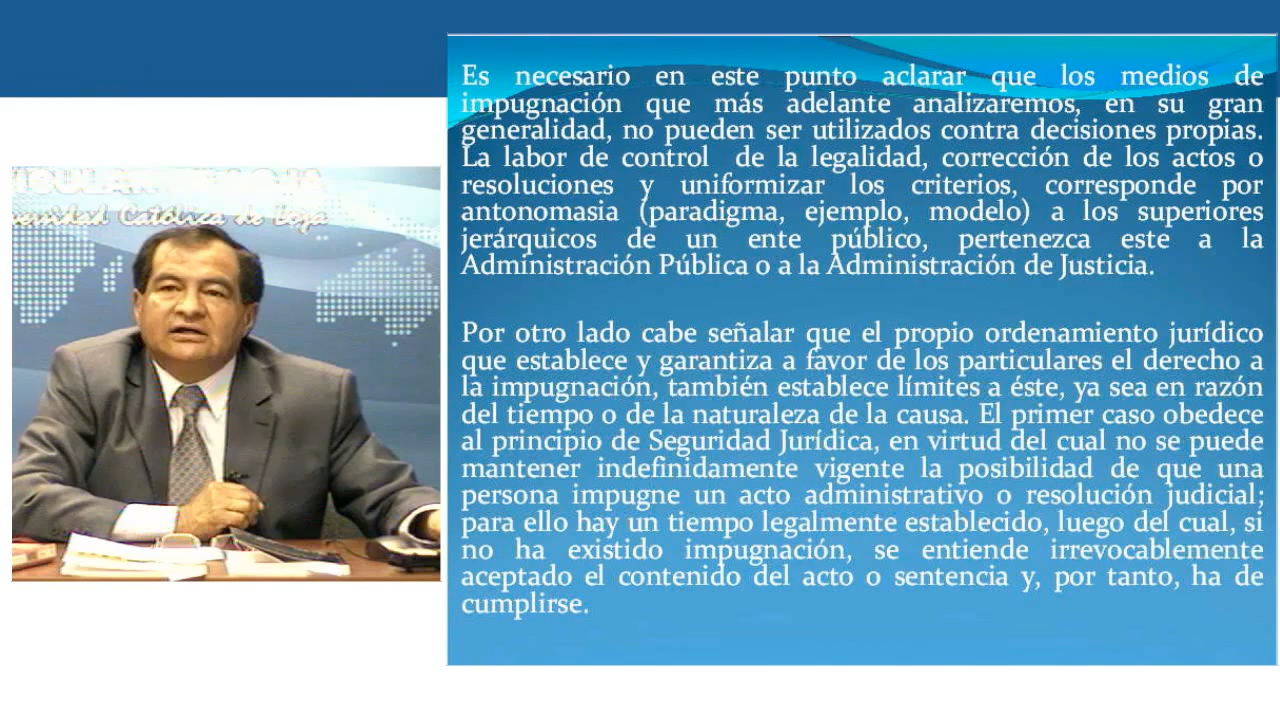 Católica de Loja
Es necesario en este punto aclarar que los medios de
impugnación que más adelante analizaremos, en su gran
generalidad, no pueden ser utilizados contra decisiones propias.
La labor de control de la legalidad, corrección de los actos o
resoluciones y uniformizar los criterios, corresponde por
antonomasia (paradigma, ejemplo, modelo) a los superiores
jerárquicos de un ente público, pertenezca este a la
Administración Pública o a la Administración de Justicia.
Por otro lado cabe señalar que el propio ordenamiento jurídico
que establece y garantiza a favor de los particulares el derecho a
la impugnación, también establece límites a éste, ya sea en razón
del tiempo o de la naturaleza de la causa. El primer caso obedece
al principio de Seguridad Jurídica, en virtud del cual no se puede
mantener indefinidamente vigente la posibilidad de que una
persona impugne un acto administrativo o resolución judicial;
para ello hay un tiempo legalmente establecido, luego del cual, si
no ha existido impugnación, se entiende irrevocablemente
aceptado el contenido del acto o sentencia y, por tanto, ha de
cumplirse.